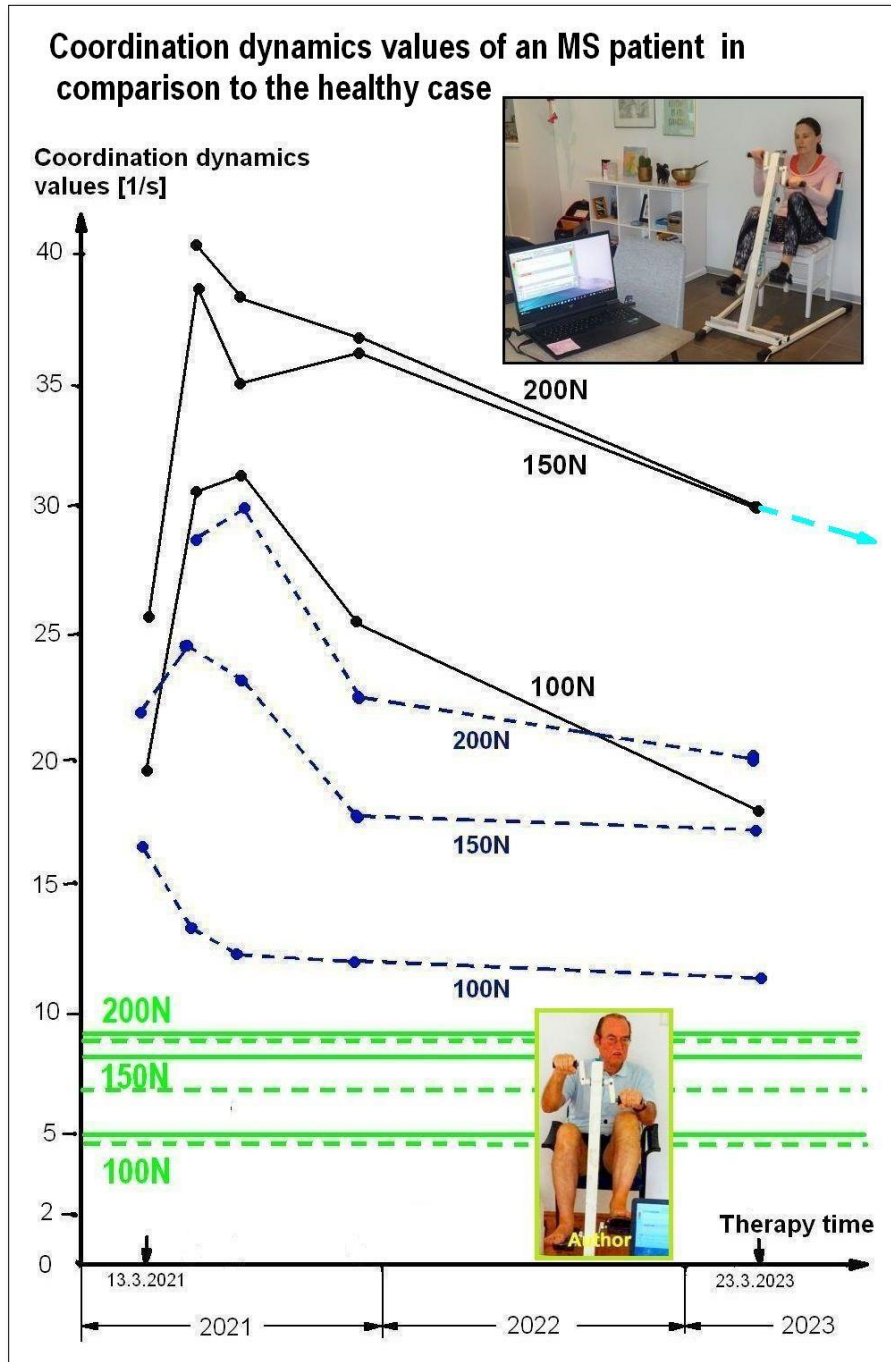 Coordination dynamics values of an MS patient in
comparison to the healthy case
Coordination dynamics
values [1/s]
40
35
200N
150N
30
25
100N
200N
20
150N
15
100N
10
200N
150N
5
100N
2
Therapy time
Author
0
13.3.2021
23.3.2023
2021
2022
2023